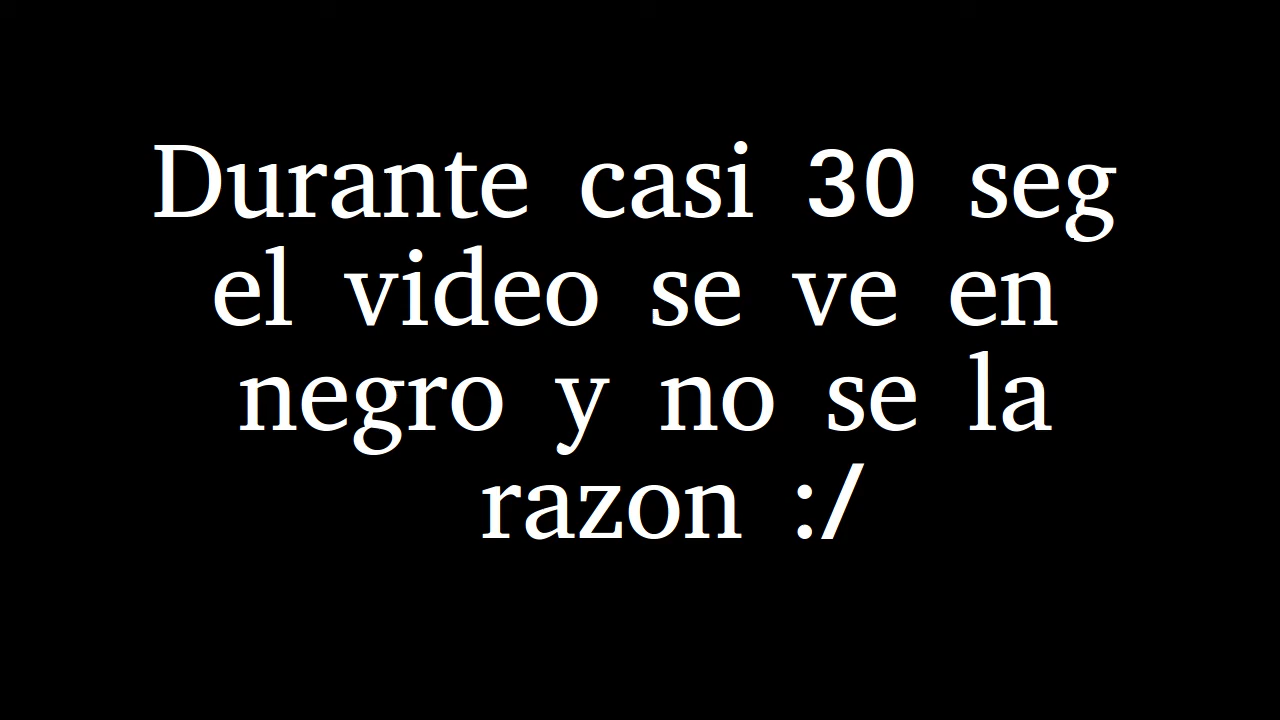 Durante casi 30 seg
el video se ve en
negro y no se la
razon :/